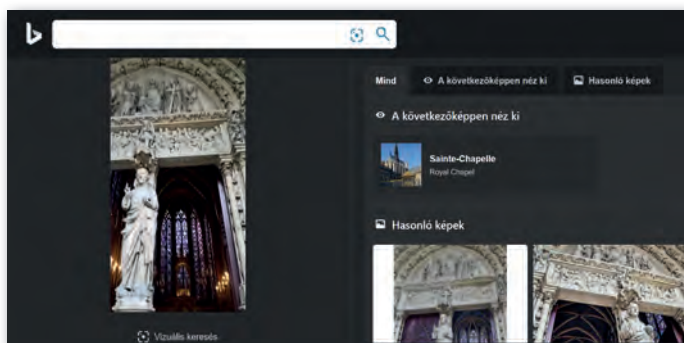 Mind
A következőképpen néz ki
Hasonló képek
A következőképpen néz ki
Sainte-Chapelle
Royal Chapel
Hasonló képek
Vizuális keresés